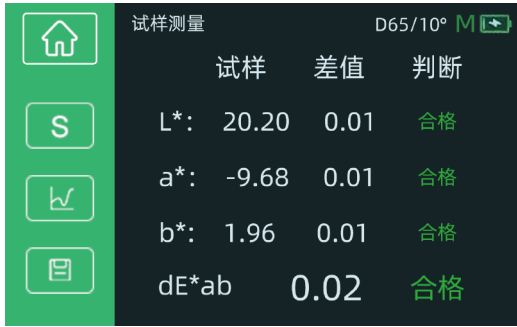 试样测量 D65/10° M
试样 差值 判断
S
L*: 20.20 0.01 合格
a*: -9.68 0.01 合格
b*: 1.96 0.01 合格
dE*ab 0.02 合格